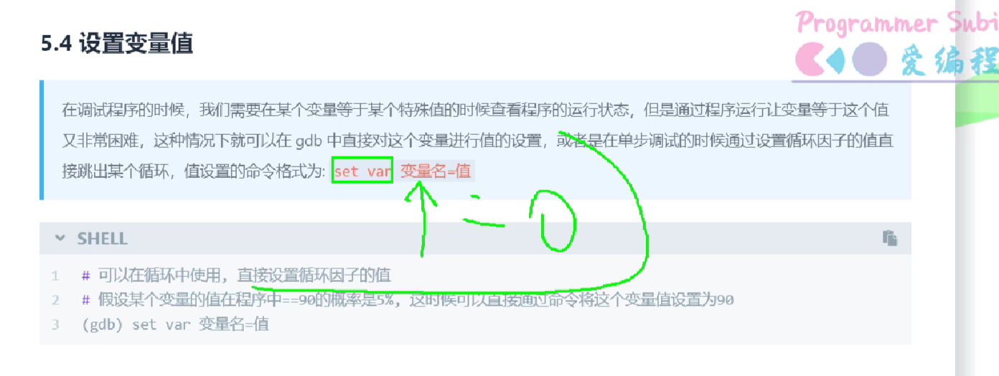 Programmer Subi
爱编程
5.4 设置变量值
在调试程序的时候，我们需要在某个变量等于某个特殊值的时候查看程序的运行状态，但是通过程序运行让变量等于这个值
又非常困难，这种情况下就可以在 gdb 中直接对这个变量进行值的设置，或者是在单步调试的时候通过设置循环因子的值直
接跳出某个循环，值设置的命令格式为: set var 变量名=值
= 0
SHELL
1 # 可以在循环中使用，直接设置循环因子的值
2 # 假设某个变量的值在程序中==90的概率是5%，这时候可以直接通过命令将这个变量值设置为90
3 (gdb) set var 变量名=值